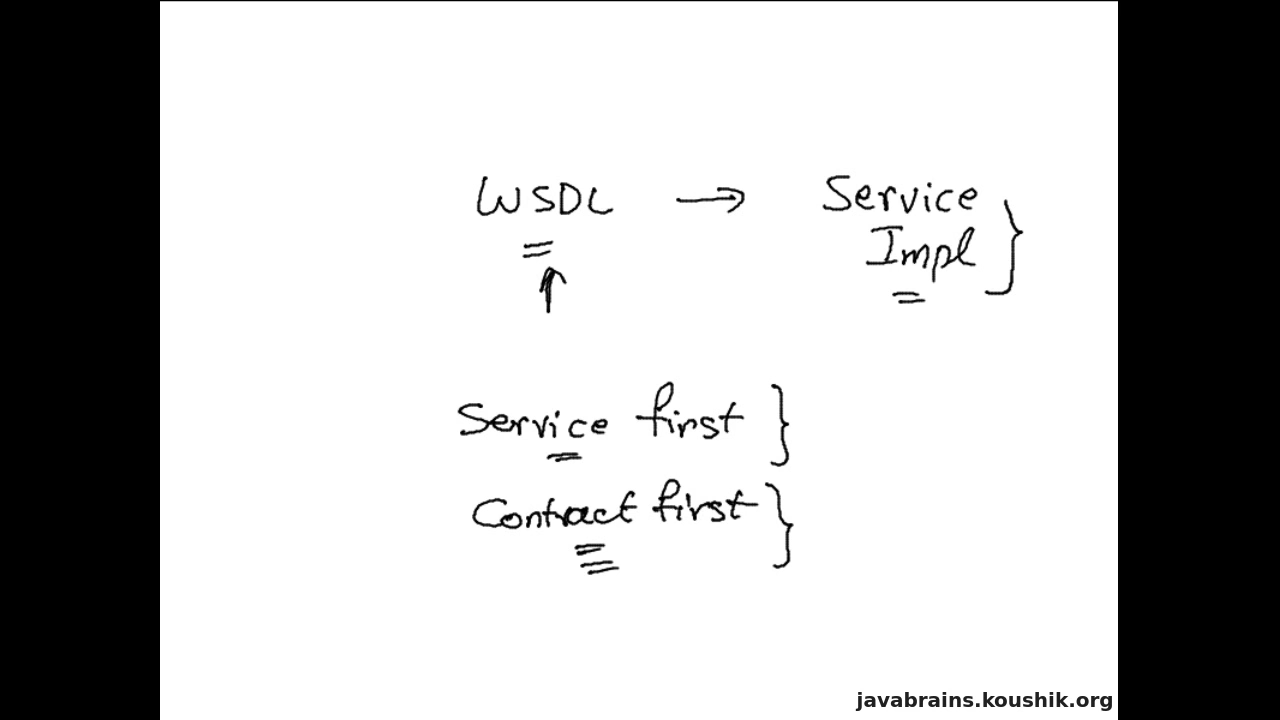 WSDL → Service
Impl
Service first
Contract first
javabrains.koushik.org